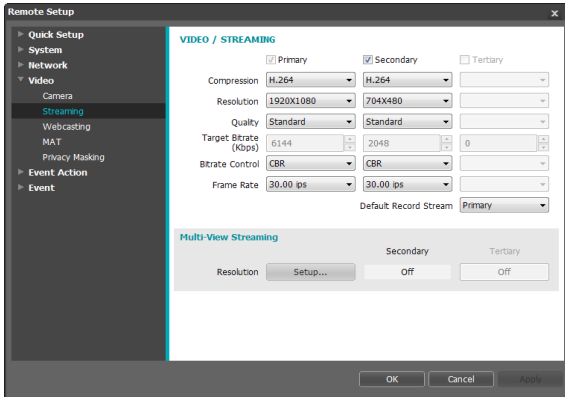 Remote Setup x
Quick Setup
System
Network
Video
Camera
Streaming
Webcasting
MAT
Privacy Masking
Event Action
Event
VIDEO / STREAMING
Primary Secondary Tertiary
Compression H.264 H.264
Resolution 1920X1080 704X480
Quality Standard Standard
Target Bitrate
(Kbps) 6144 2048 0
Bitrate Control CBR CBR
Frame Rate 30.00 ips 30.00 ips
Default Record Stream Primary
Multi-View Streaming
Secondary Tertiary
Resolution Setup... Off Off
OK Cancel Apply